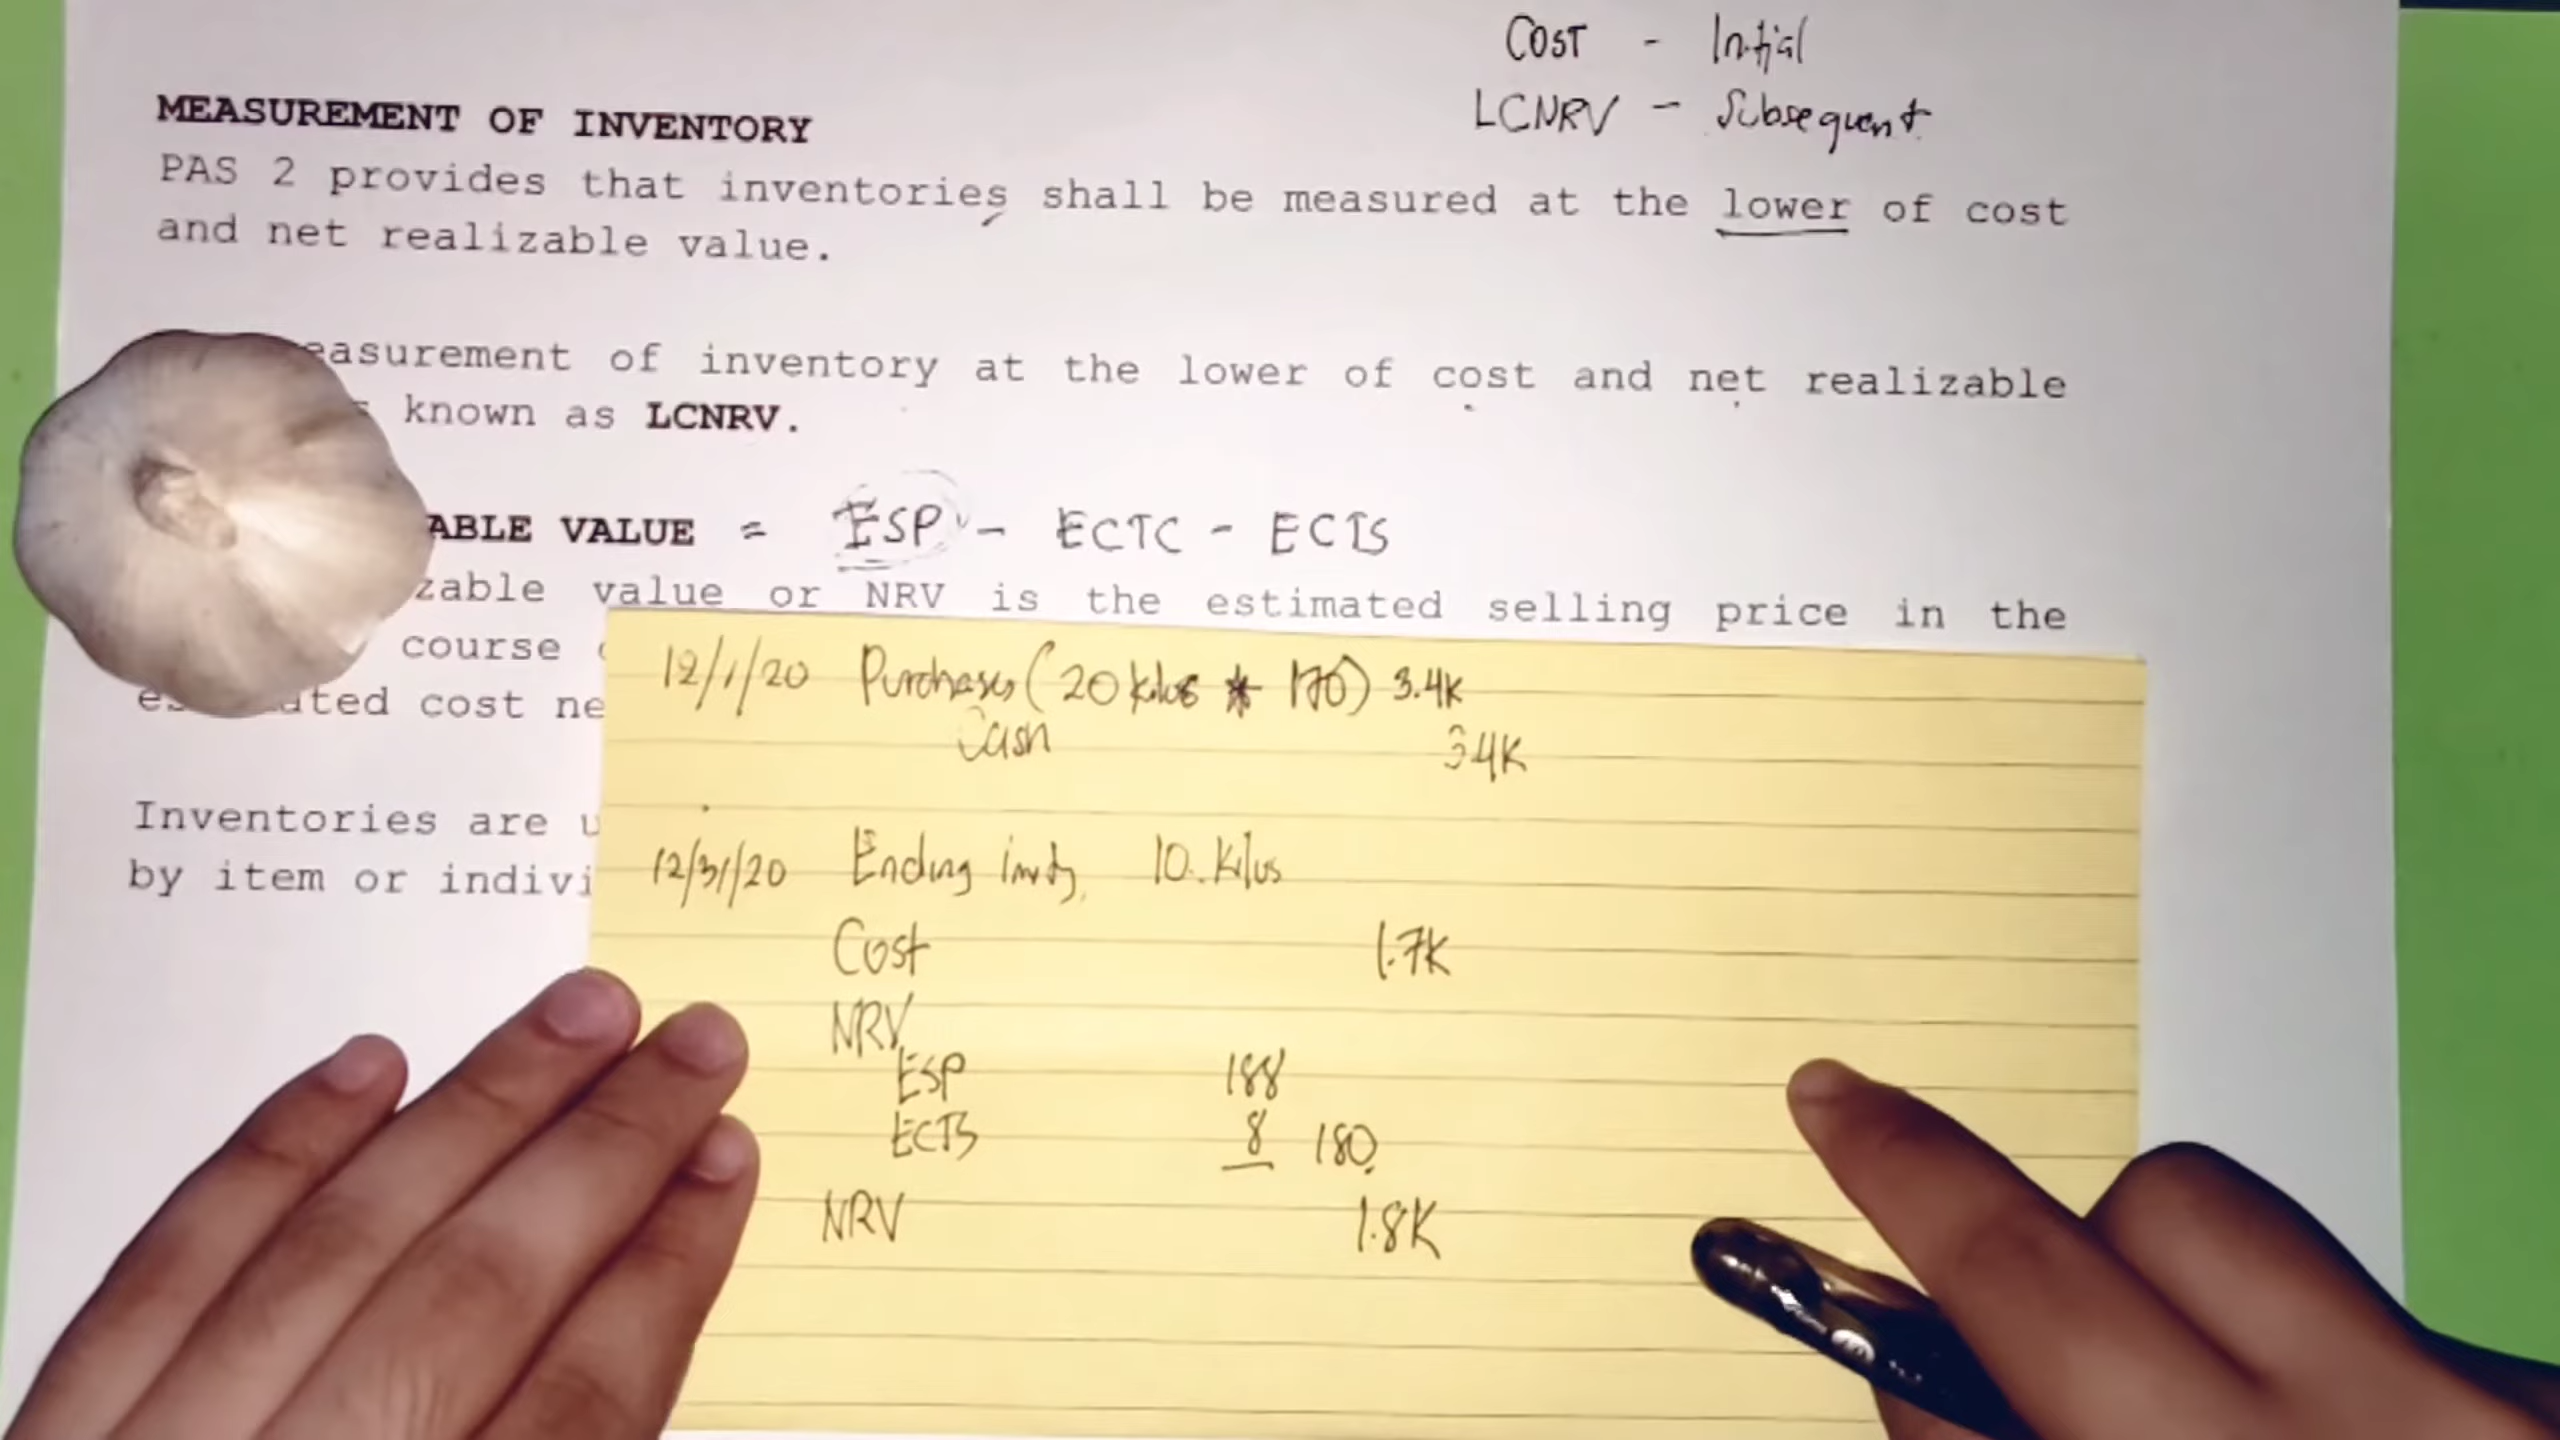 COST - Initial
LCNRV - Subsequent
MEASUREMENT OF INVENTORY
PAS 2 provides that inventories shall be measured at the lower of cost
and net realizable value.
easurement of inventory at the lower of cost and net realizable
known as LCNRV.
ABLE VALUE = ESP - ECTC - ECTS
zable value or NRV is the estimated selling price in the
course
ated cost ne
Inventories are u
by item or indivi
12/1/20 Purchases (20 kilos * 170) 3.4K
Cash 3.4K
12/31/20 Ending invty. 10. Kilos
Cost 1.7K
NRV
ESP 188
ECTS 8 180
NRV 1.8K